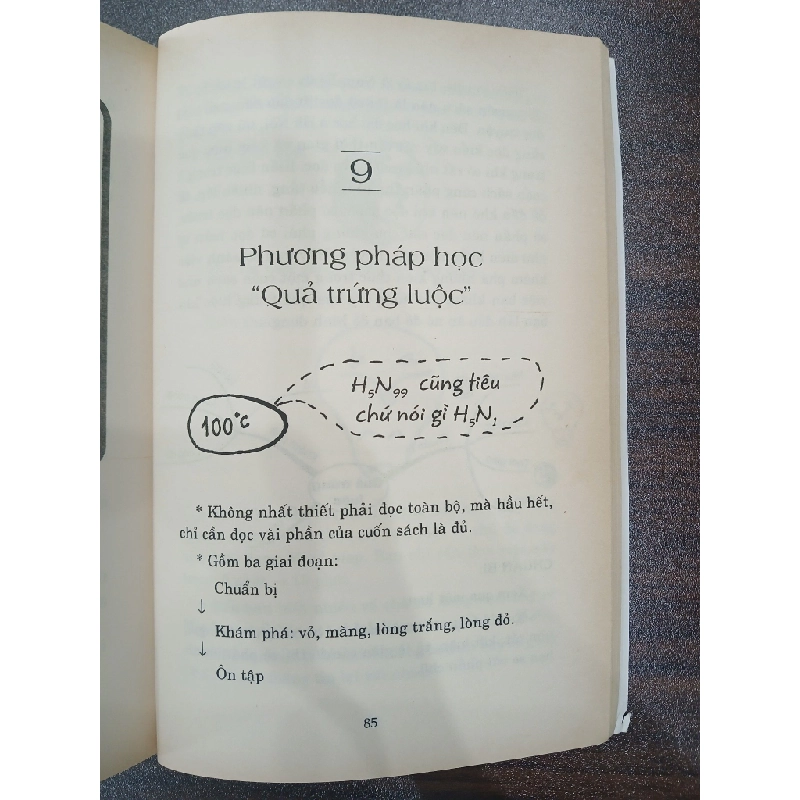 9
Phương pháp học
“Quả trứng luộc”
H₅N₉₉ cũng tiêu
chứ nói gì H₅N₁
100°C
* Không nhất thiết phải đọc toàn bộ, mà hầu hết,
chỉ cần đọc vài phần của cuốn sách là đủ.
* Gồm ba giai đoạn:
Chuẩn bị
↓
Khám phá: vỏ, màng, lòng trắng, lòng đỏ.
↓
Ôn tập
85